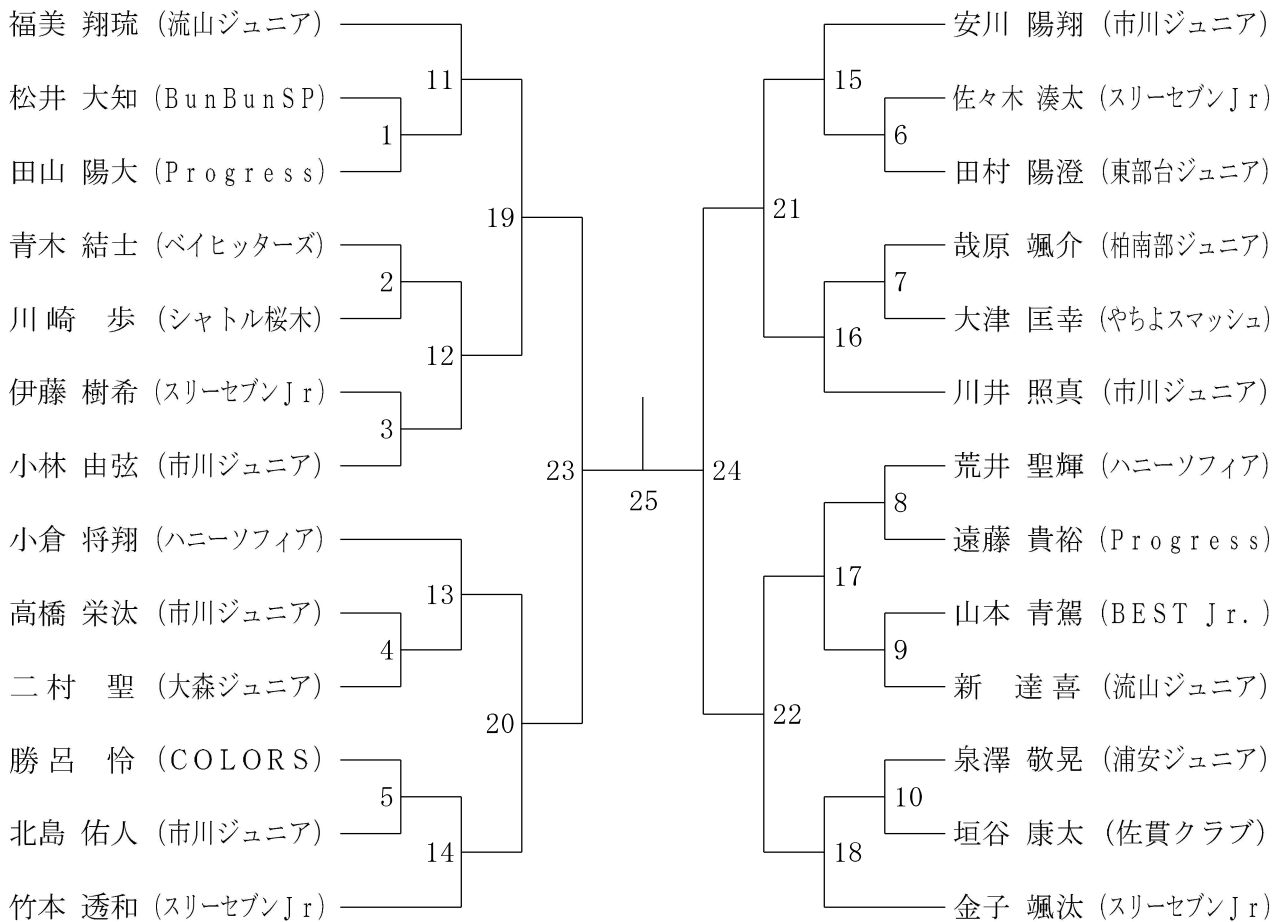 福美 翔琉 (流山ジュニア)
松井 大知 (BunBunSP)
田山 陽大 (Progress)
青木 結士 (ベイヒッターズ)
川崎 歩 (シャトル桜木)
伊藤 樹希 (スリーセブンJr)
小林 由弦 (市川ジュニア)
小倉 将翔 (ハニーソフィア)
高橋 栄汰 (市川ジュニア)
二村 聖 (大森ジュニア)
勝呂 怜 (COLORS)
北島 佑人 (市川ジュニア)
竹本 透和 (スリーセブンJr)
11
1
19
2
12
3
23
13
4
20
5
14
25
15
6
21
7
16
24
8
17
9
22
10
18
安川 陽翔 (市川ジュニア)
佐々木 湊太 (スリーセブンJr)
田村 陽澄 (東部台ジュニア)
哉原 颯介 (柏南部ジュニア)
大津 匡幸 (やちよスマッシュ)
川井 照真 (市川ジュニア)
荒井 聖輝 (ハニーソフィア)
遠藤 貴裕 (Progress)
山本 青篤 (BEST Jr.)
新 達喜 (流山ジュニア)
泉澤 敬晃 (浦安ジュニア)
垣谷 康太 (佐貫クラブ)
金子 颯汰 (スリーセブンJr)